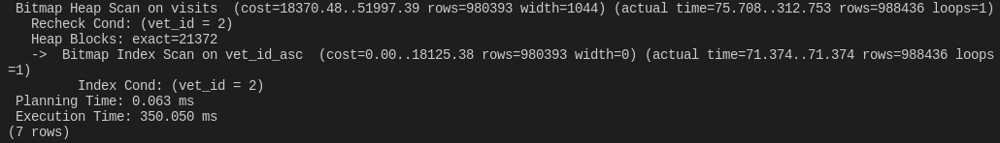 Bitmap Heap Scan on visits  (cost=18370.48..51997.39 rows=980393 width=1044) (actual time=75.708..312.753 rows=988436 loops=1)
   Recheck Cond: (vet_id = 2)
   Heap Blocks: exact=21372
   ->  Bitmap Index Scan on vet_id_asc  (cost=0.00..18125.38 rows=980393 width=0) (actual time=71.374..71.374 rows=988436 loops
=1)
         Index Cond: (vet_id = 2)
 Planning Time: 0.063 ms
 Execution Time: 350.050 ms
(7 rows)